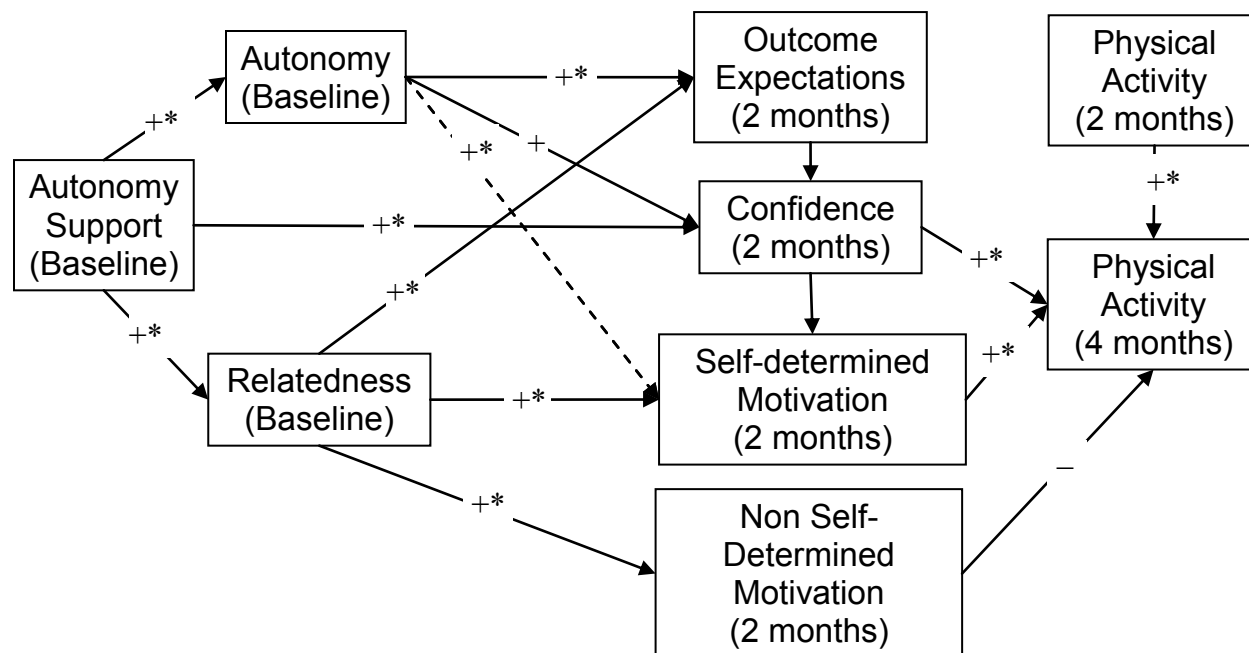 Autonomy
(Baseline)
Outcome
Expectations
(2 months)
Physical
Activity
(2 months)
+*
+*
+
+*
+*
Autonomy
Support
(Baseline)
+*
Confidence
(2 months)
+*
Physical
Activity
(4 months)
+*
+*
Relatedness
(Baseline)
+*
Self-determined
Motivation
(2 months)
+*
+*
Non Self-
Determined
Motivation
(2 months)
−